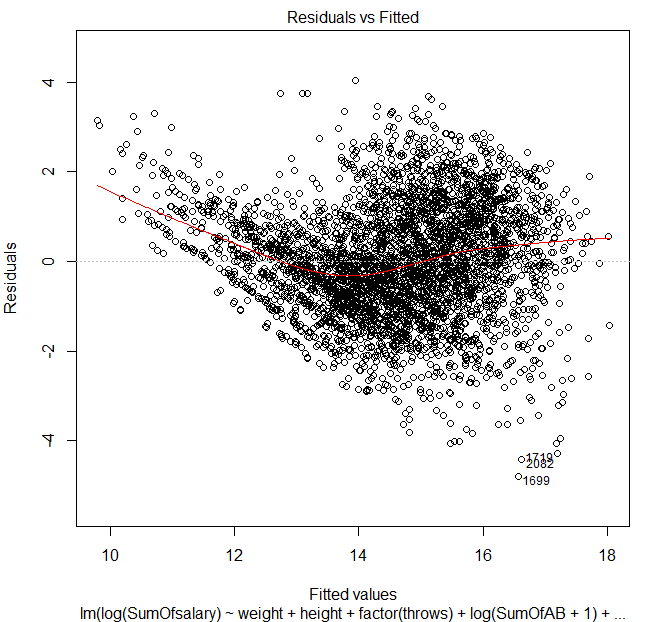 Residuals vs Fitted
Residuals
4
2
0
-2
-4
1719
2082
1699
10 12 14 16 18
Fitted values
lm(log(SumOfsalary) ~ weight + height + factor(throws) + log(SumOfAB + 1) + ...